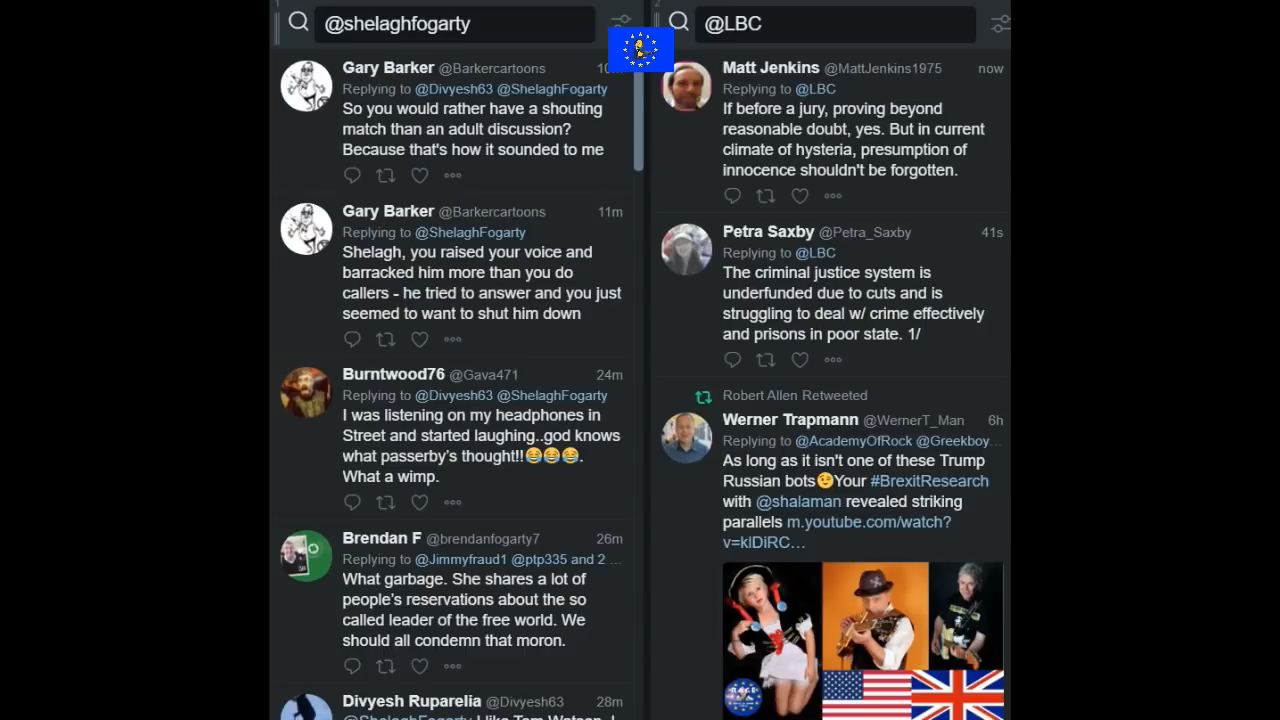 @shelaghfogarty
Gary Barker @Barkercartoons
Replying to @Divyesh63 @ShelaghFogarty
So you would rather have a shouting
match than an adult discussion?
Because that's how it sounded to me
Gary Barker @Barkercartoons 11m
Replying to @ShelaghFogarty
Shelagh, you raised your voice and
barracked him more than you do
callers - he tried to answer and you just
seemed to want to shut him down
Burntwood76 @Gava471 24m
Replying to @Divyesh63 @ShelaghFogarty
I was listening on my headphones in
Street and started laughing..god knows
what passerby’s thought!!😂😂😂.
What a wimp.
Brendan F @brendanfogarty7 26m
Replying to @Jimmyfraud1 @ptp335 and 2 ...
What garbage. She shares a lot of
people’s reservations about the so
called leader of the free world. We
should all condemn that moron.
Divyesh Ruparelia @Divyesh63 28m
@ShelaghFogarty I like Tom Watson. I
@LBC
Matt Jenkins @MattJenkins1975 now
Replying to @LBC
If before a jury, proving beyond
reasonable doubt, yes. But in current
climate of hysteria, presumption of
innocence shouldn't be forgotten.
Petra Saxby @Petra_Saxby 41s
Replying to @LBC
The criminal justice system is
underfunded due to cuts and is
struggling to deal w/ crime effectively
and prisons in poor state. 1/
Robert Allen Retweeted
Werner Trapmann @WernerT_Man 6h
Replying to @AcademyOfRock @Greekboy...
As long as it isn't one of these Trump
Russian bots😉Your #BrexitResearch
with @shalaman revealed striking
parallels m.youtube.com/watch?
v=klDiRC…